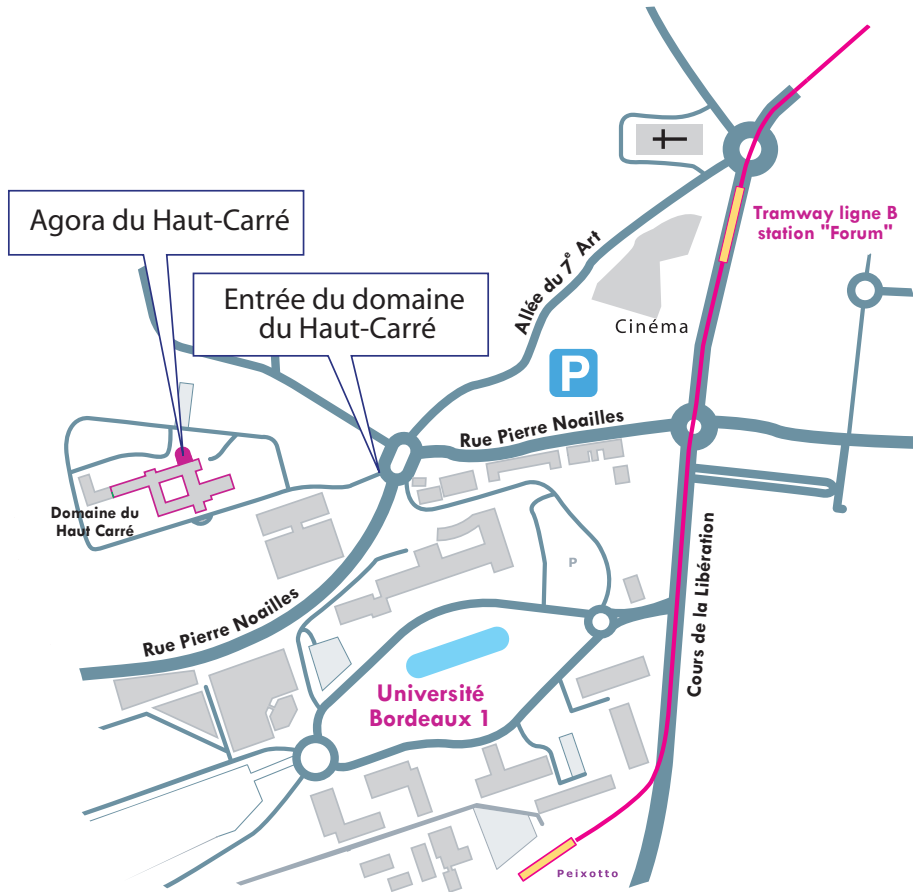 Tramway ligne B
station "Forum"
Agora du Haut-Carré
Allée du 7e Art
Entrée du domaine
du Haut-Carré
Cinéma
P
Rue Pierre Noailles
Domaine du
Haut Carré
Cours de la Libération
P
Rue Pierre Noailles
Université
Bordeaux 1
Peixotto